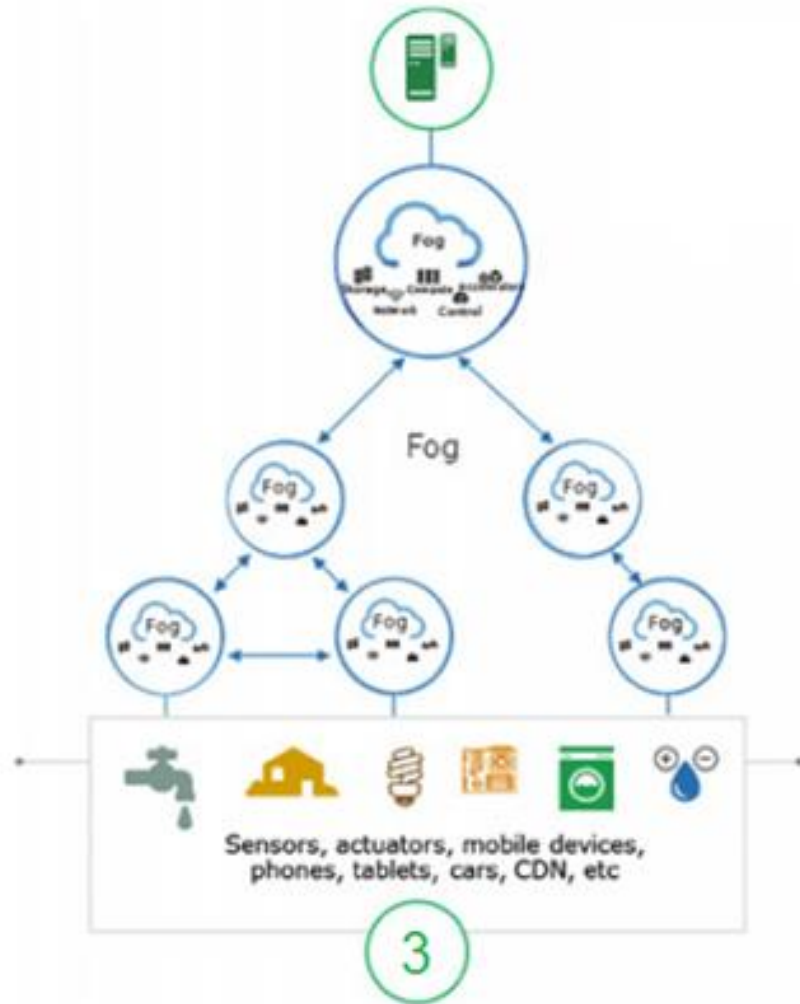 Fog
Storage Compute Accelerators
Network Control
Fog
Fog
Fog
Fog
Fog
Fog
Sensors, actuators, mobile devices,
phones, tablets, cars, CDN, etc
3